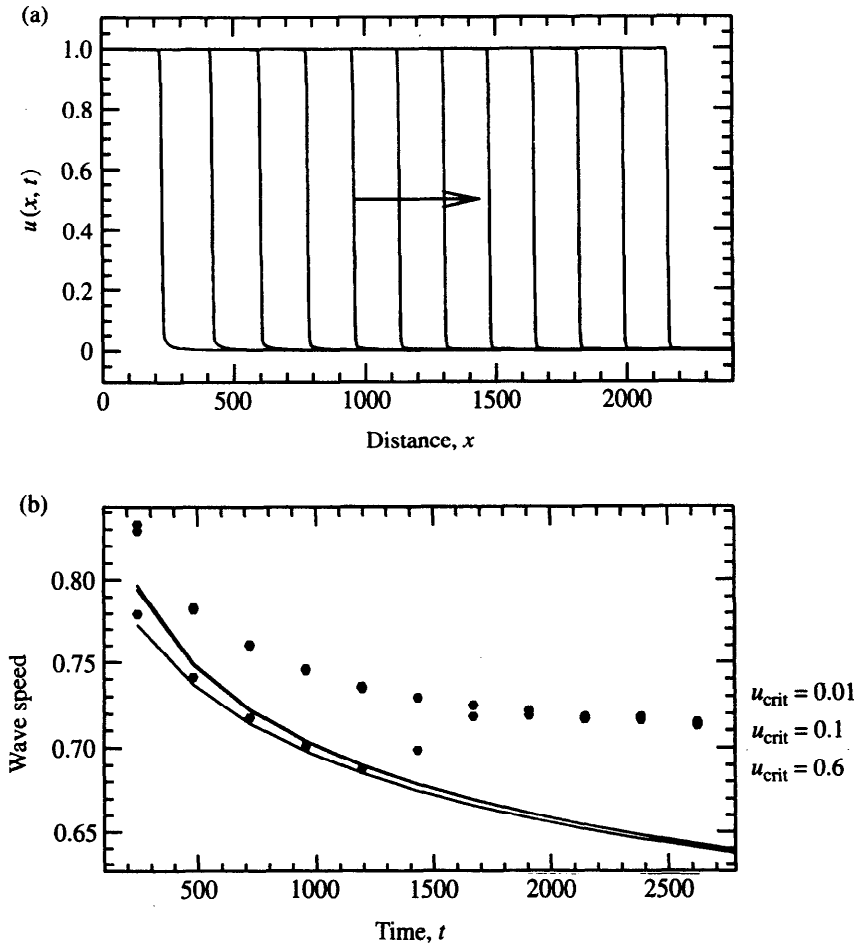 (a)
1.0
0.8
0.6
0.4
0.2
0
u(x, t)
0 500 1000 1500 2000
Distance, x
(b)
0.80
0.75
0.70
0.65
Wave speed
u_crit = 0.01
u_crit = 0.1
u_crit = 0.6
500 1000 1500 2000 2500
Time, t